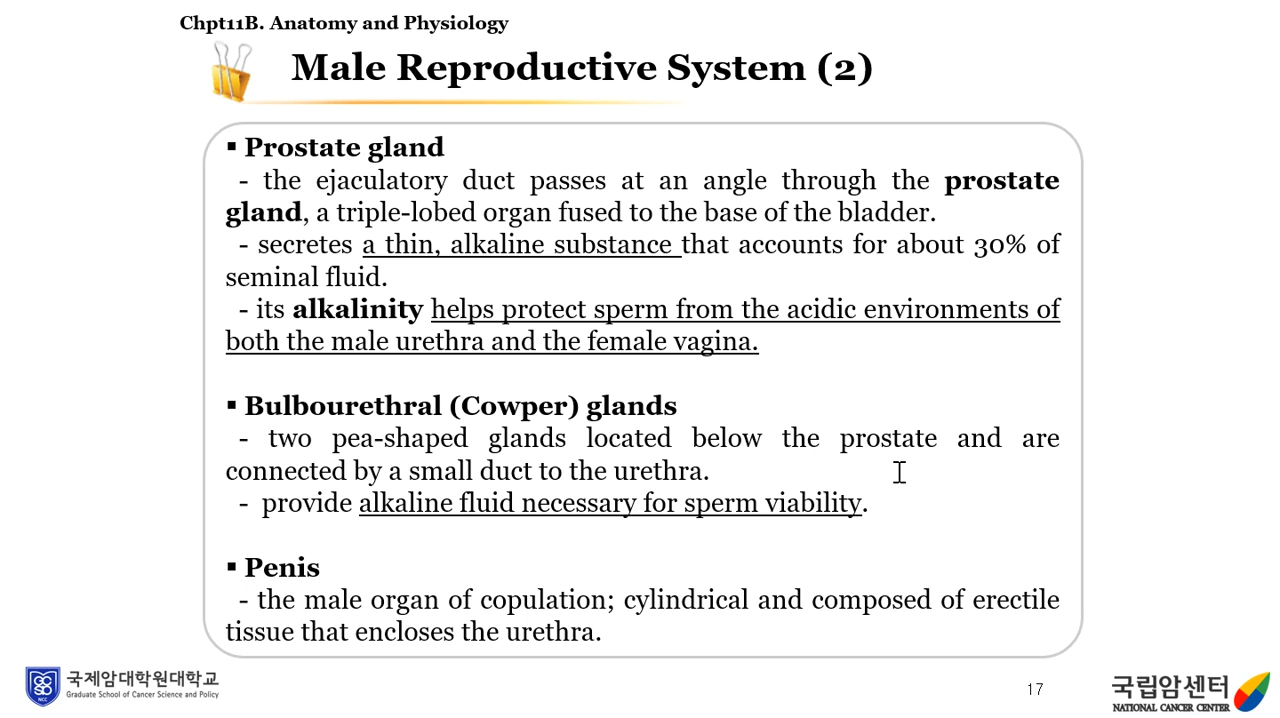 Chpt11B. Anatomy and Physiology
Male Reproductive System (2)
▪ Prostate gland
- the ejaculatory duct passes at an angle through the prostate
gland, a triple-lobed organ fused to the base of the bladder.
- secretes a thin, alkaline substance that accounts for about 30% of
seminal fluid.
- its alkalinity helps protect sperm from the acidic environments of
both the male urethra and the female vagina.
▪ Bulbourethral (Cowper) glands
- two pea-shaped glands located below the prostate and are
connected by a small duct to the urethra.
- provide alkaline fluid necessary for sperm viability.
▪ Penis
- the male organ of copulation; cylindrical and composed of erectile
tissue that encloses the urethra.
NCC
국제암대학원대학교
Graduate School of Cancer Science and Policy
17
국립암센터
NATIONAL CANCER CENTER